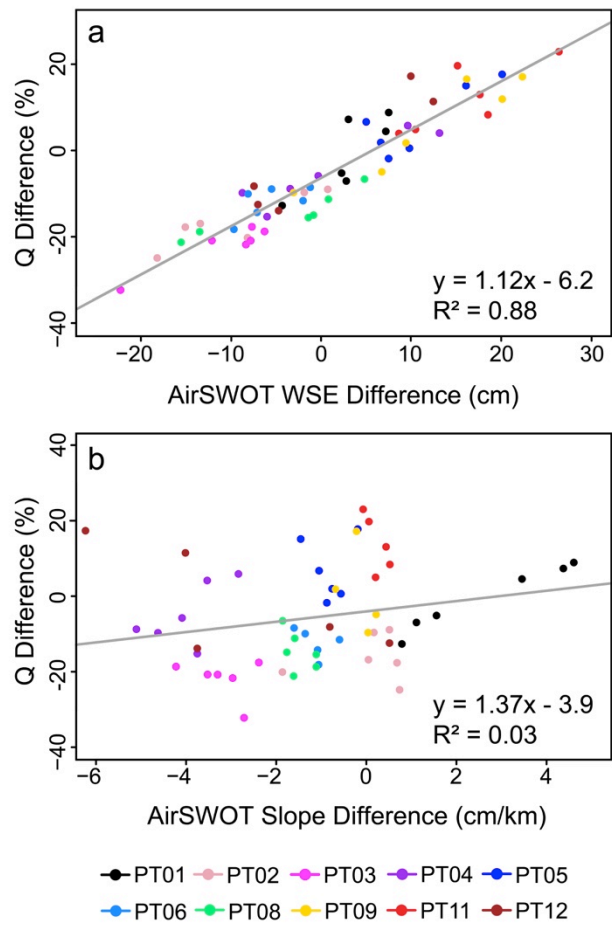 a
20
0
−20
−40
Q Difference (%)
y = 1.12x - 6.2
R² = 0.88
−20 −10 0 10 20 30
AirSWOT WSE Difference (cm)
b
40
20
0
−20
−40
Q Difference (%)
y = 1.37x - 3.9
R² = 0.03
−6 −4 −2 0 2 4
AirSWOT Slope Difference (cm/km)
PT01 PT02 PT03 PT04 PT05
PT06 PT08 PT09 PT11 PT12